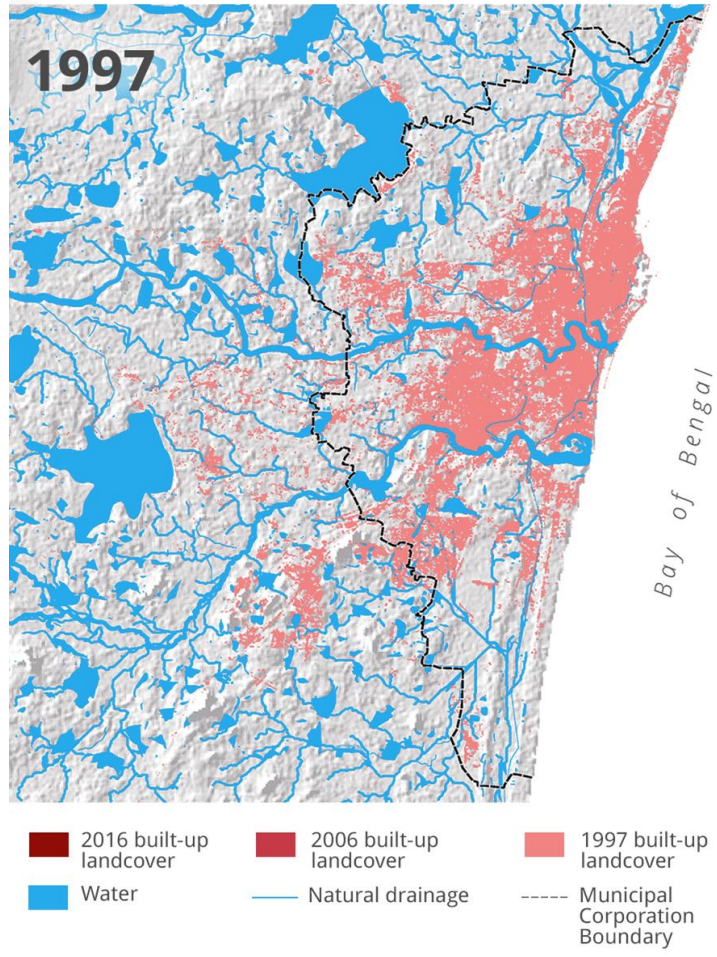 1997
Bay of Bengal
2016 built-up
landcover
2006 built-up
landcover
1997 built-up
landcover
Water
Natural drainage
Municipal
Corporation
Boundary